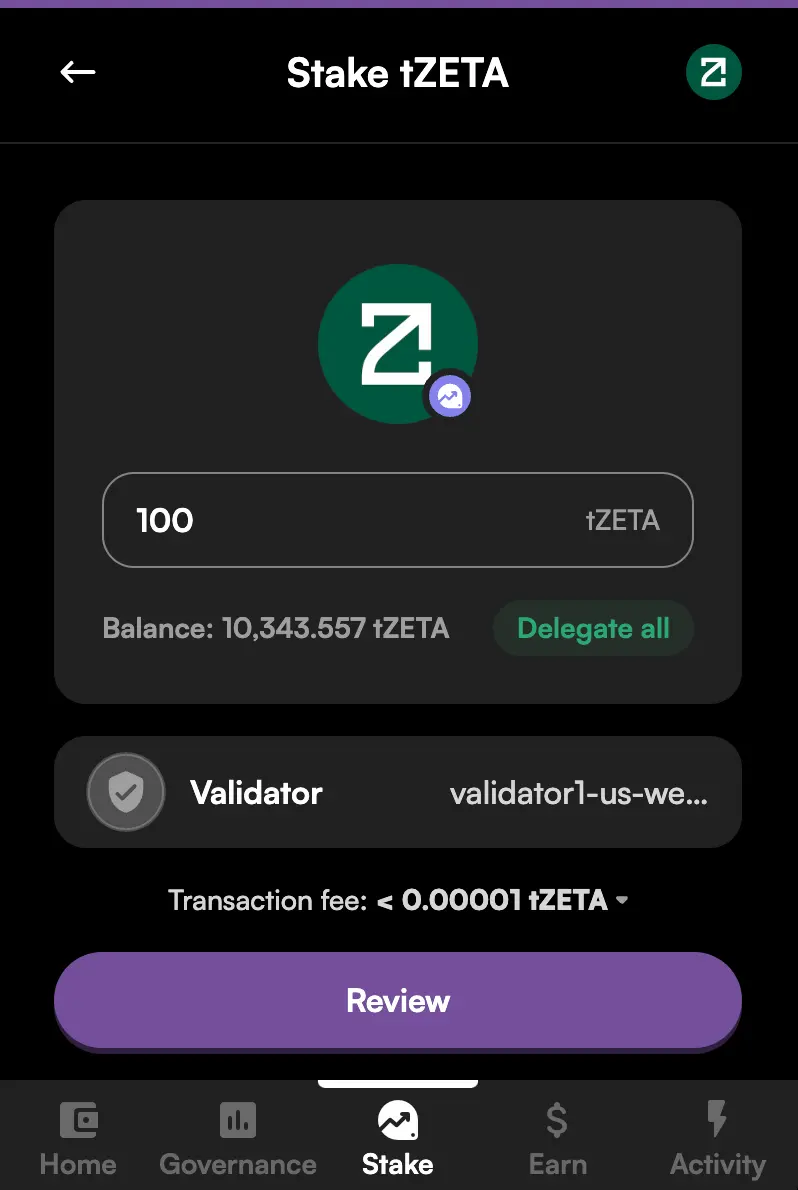 Stake tZETA
100 tZETA
Balance: 10,343.557 tZETA Delegate all
Validator validator1-us-we...
Transaction fee: < 0.00001 tZETA
Review
Home Governance Stake Earn Activity